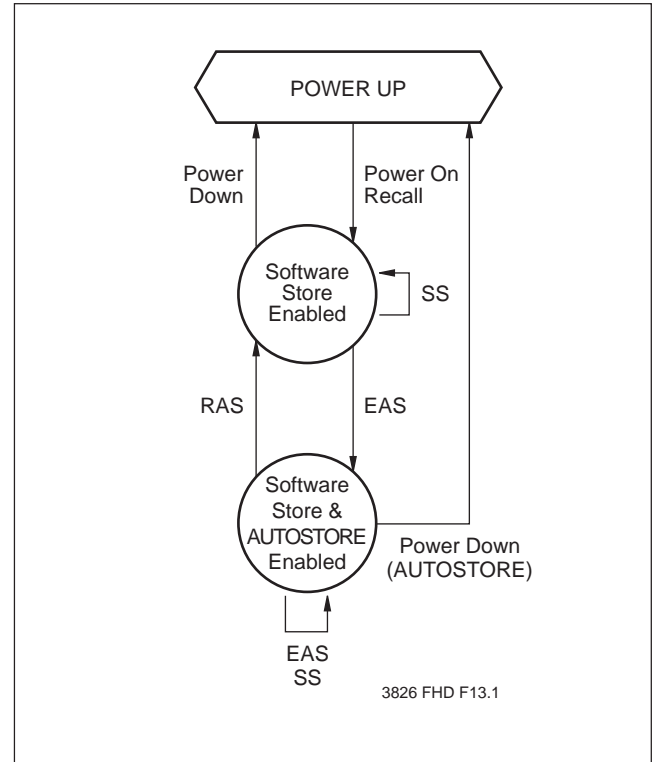 POWER UP
Power
Down
Power On
Recall
Software
Store
Enabled
SS
RAS
EAS
Software
Store &
AUTOSTORE
Enabled
Power Down
(AUTOSTORE)
EAS
SS
3826 FHD F13.1